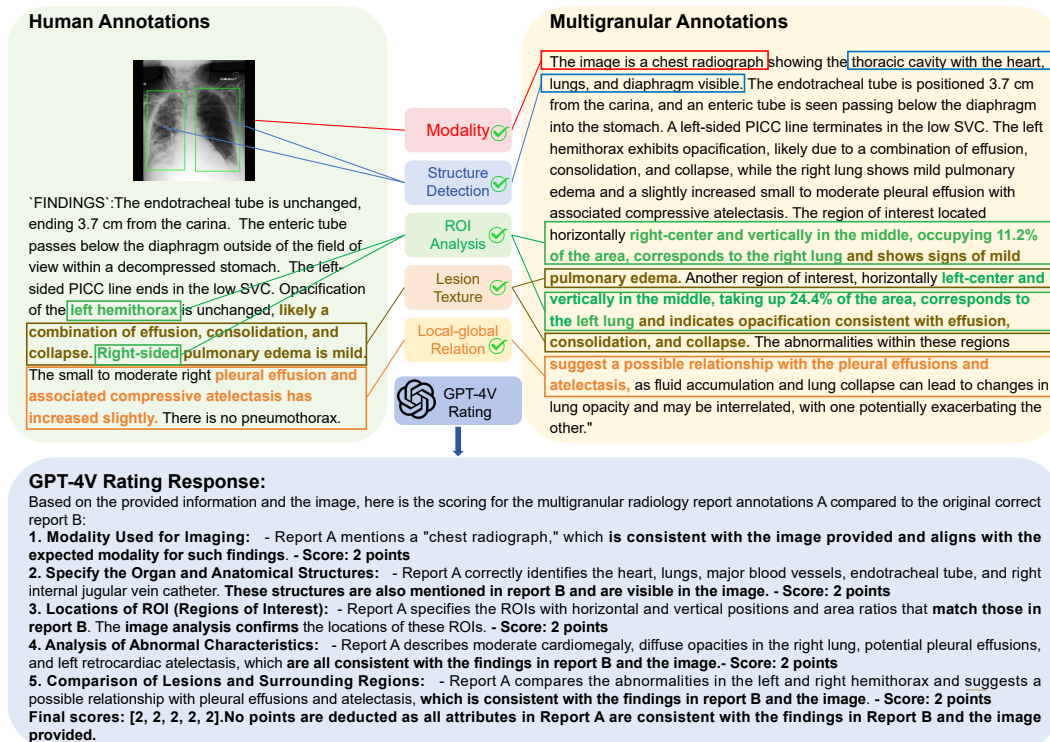 Human Annotations
`FINDINGS`:The endotracheal tube is unchanged,
ending 3.7 cm from the carina. The enteric tube
passes below the diaphragm outside of the field of
view within a decompressed stomach. The left-
sided PICC line ends in the low SVC. Opacification
of the left hemithorax is unchanged, likely a
combination of effusion, consolidation, and
collapse. Right-sided pulmonary edema is mild.
The small to moderate right pleural effusion and
associated compressive atelectasis has
increased slightly. There is no pneumothorax.
Modality
Structure
Detection
ROI
Analysis
Lesion
Texture
Local-global
Relation
GPT-4V
Rating
Multigranular Annotations
The image is a chest radiograph showing the thoracic cavity with the heart,
lungs, and diaphragm visible. The endotracheal tube is positioned 3.7 cm
from the carina, and an enteric tube is seen passing below the diaphragm
into the stomach. A left-sided PICC line terminates in the low SVC. The left
hemithorax exhibits opacification, likely due to a combination of effusion,
consolidation, and collapse, while the right lung shows mild pulmonary
edema and a slightly increased small to moderate pleural effusion with
associated compressive atelectasis. The region of interest located
horizontally right-center and vertically in the middle, occupying 11.2%
of the area, corresponds to the right lung and shows signs of mild
pulmonary edema. Another region of interest, horizontally left-center and
vertically in the middle, taking up 24.4% of the area, corresponds to
the left lung and indicates opacification consistent with effusion,
consolidation, and collapse. The abnormalities within these regions
suggest a possible relationship with the pleural effusions and
atelectasis, as fluid accumulation and lung collapse can lead to changes in
lung opacity and may be interrelated, with one potentially exacerbating the
other."
GPT-4V Rating Response:
Based on the provided information and the image, here is the scoring for the multigranular radiology report annotations A compared to the original correct
report B:
1. Modality Used for Imaging: - Report A mentions a "chest radiograph," which is consistent with the image provided and aligns with the
expected modality for such findings. - Score: 2 points
2. Specify the Organ and Anatomical Structures: - Report A correctly identifies the heart, lungs, major blood vessels, endotracheal tube, and right
internal jugular vein catheter. These structures are also mentioned in report B and are visible in the image. - Score: 2 points
3. Locations of ROI (Regions of Interest): - Report A specifies the ROIs with horizontal and vertical positions and area ratios that match those in
report B. The image analysis confirms the locations of these ROIs. - Score: 2 points
4. Analysis of Abnormal Characteristics: - Report A describes moderate cardiomegaly, diffuse opacities in the right lung, potential pleural effusions,
and left retrocardiac atelectasis, which are all consistent with the findings in report B and the image.- Score: 2 points
5. Comparison of Lesions and Surrounding Regions: - Report A compares the abnormalities in the left and right hemithorax and suggests a
possible relationship with pleural effusions and atelectasis, which is consistent with the findings in report B and the image. - Score: 2 points
Final scores: [2, 2, 2, 2, 2].No points are deducted as all attributes in Report A are consistent with the findings in Report B and the image
provided.